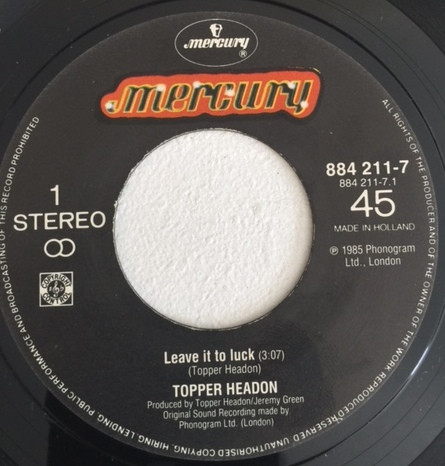 mercury
®
mercury
1
STEREO
884 211-7
884 211-7.1
45
MADE IN HOLLAND
℗ 1985 Phonogram
Ltd., London
Leave it to luck (3:07)
(Topper Headon)
TOPPER HEADON
Produced by Topper Headon/Jeremy Green
Original Sound Recording made by
Phonogram Ltd. (London)
ALL RIGHTS OF THE PRODUCER AND OF THE OWNER OF THE WORK REPRODUCED RESERVED UNAUTHORISED COPYING, HIRING, LENDING, PUBLIC PERFORMANCE AND BROADCASTING OF THIS RECORD PROHIBITED